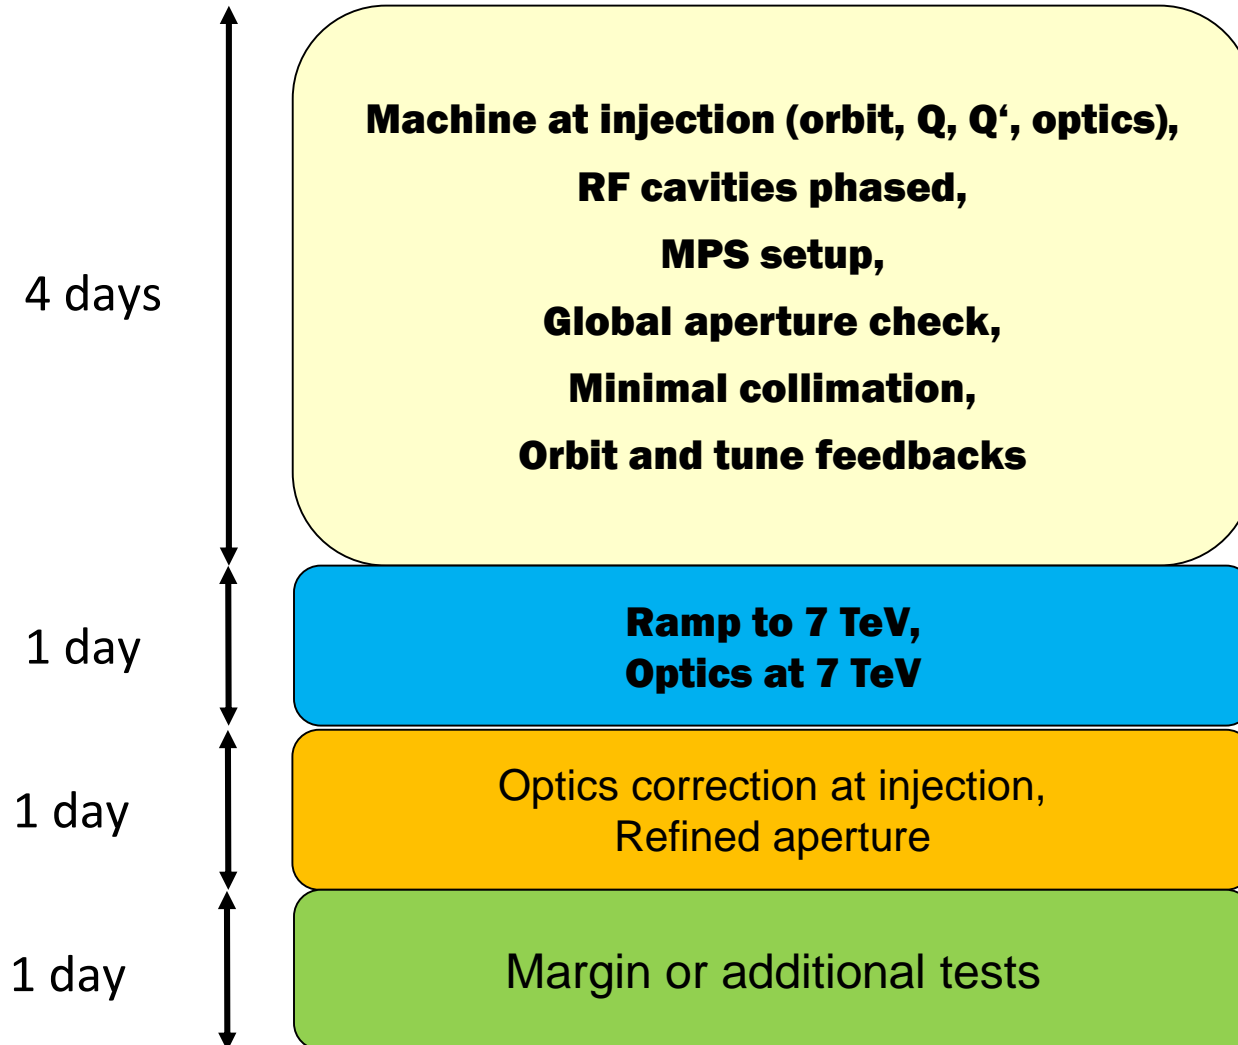 Machine at injection (orbit, Q, Q‘, optics),
RF cavities phased,
MPS setup,
Global aperture check,
Minimal collimation,
Orbit and tune feedbacks
4 days
Ramp to 7 TeV,
Optics at 7 TeV
1 day
Optics correction at injection,
Refined aperture
1 day
Margin or additional tests
1 day